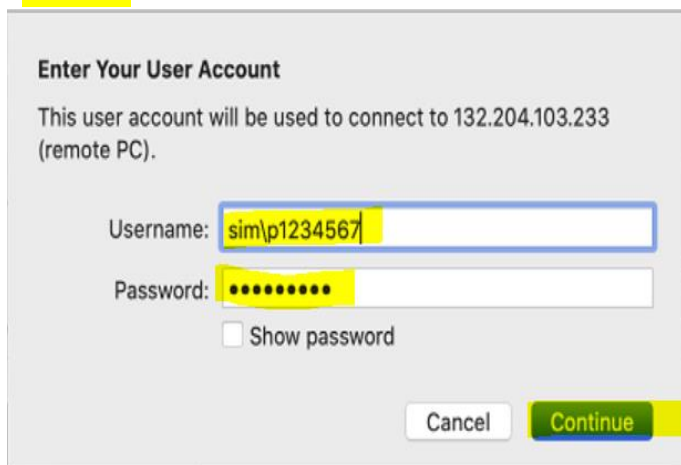 Enter Your User Account
This user account will be used to connect to 132.204.103.233
(remote PC).
Username: sim\p1234567
Password: •••••••••
Show password
Cancel Continue